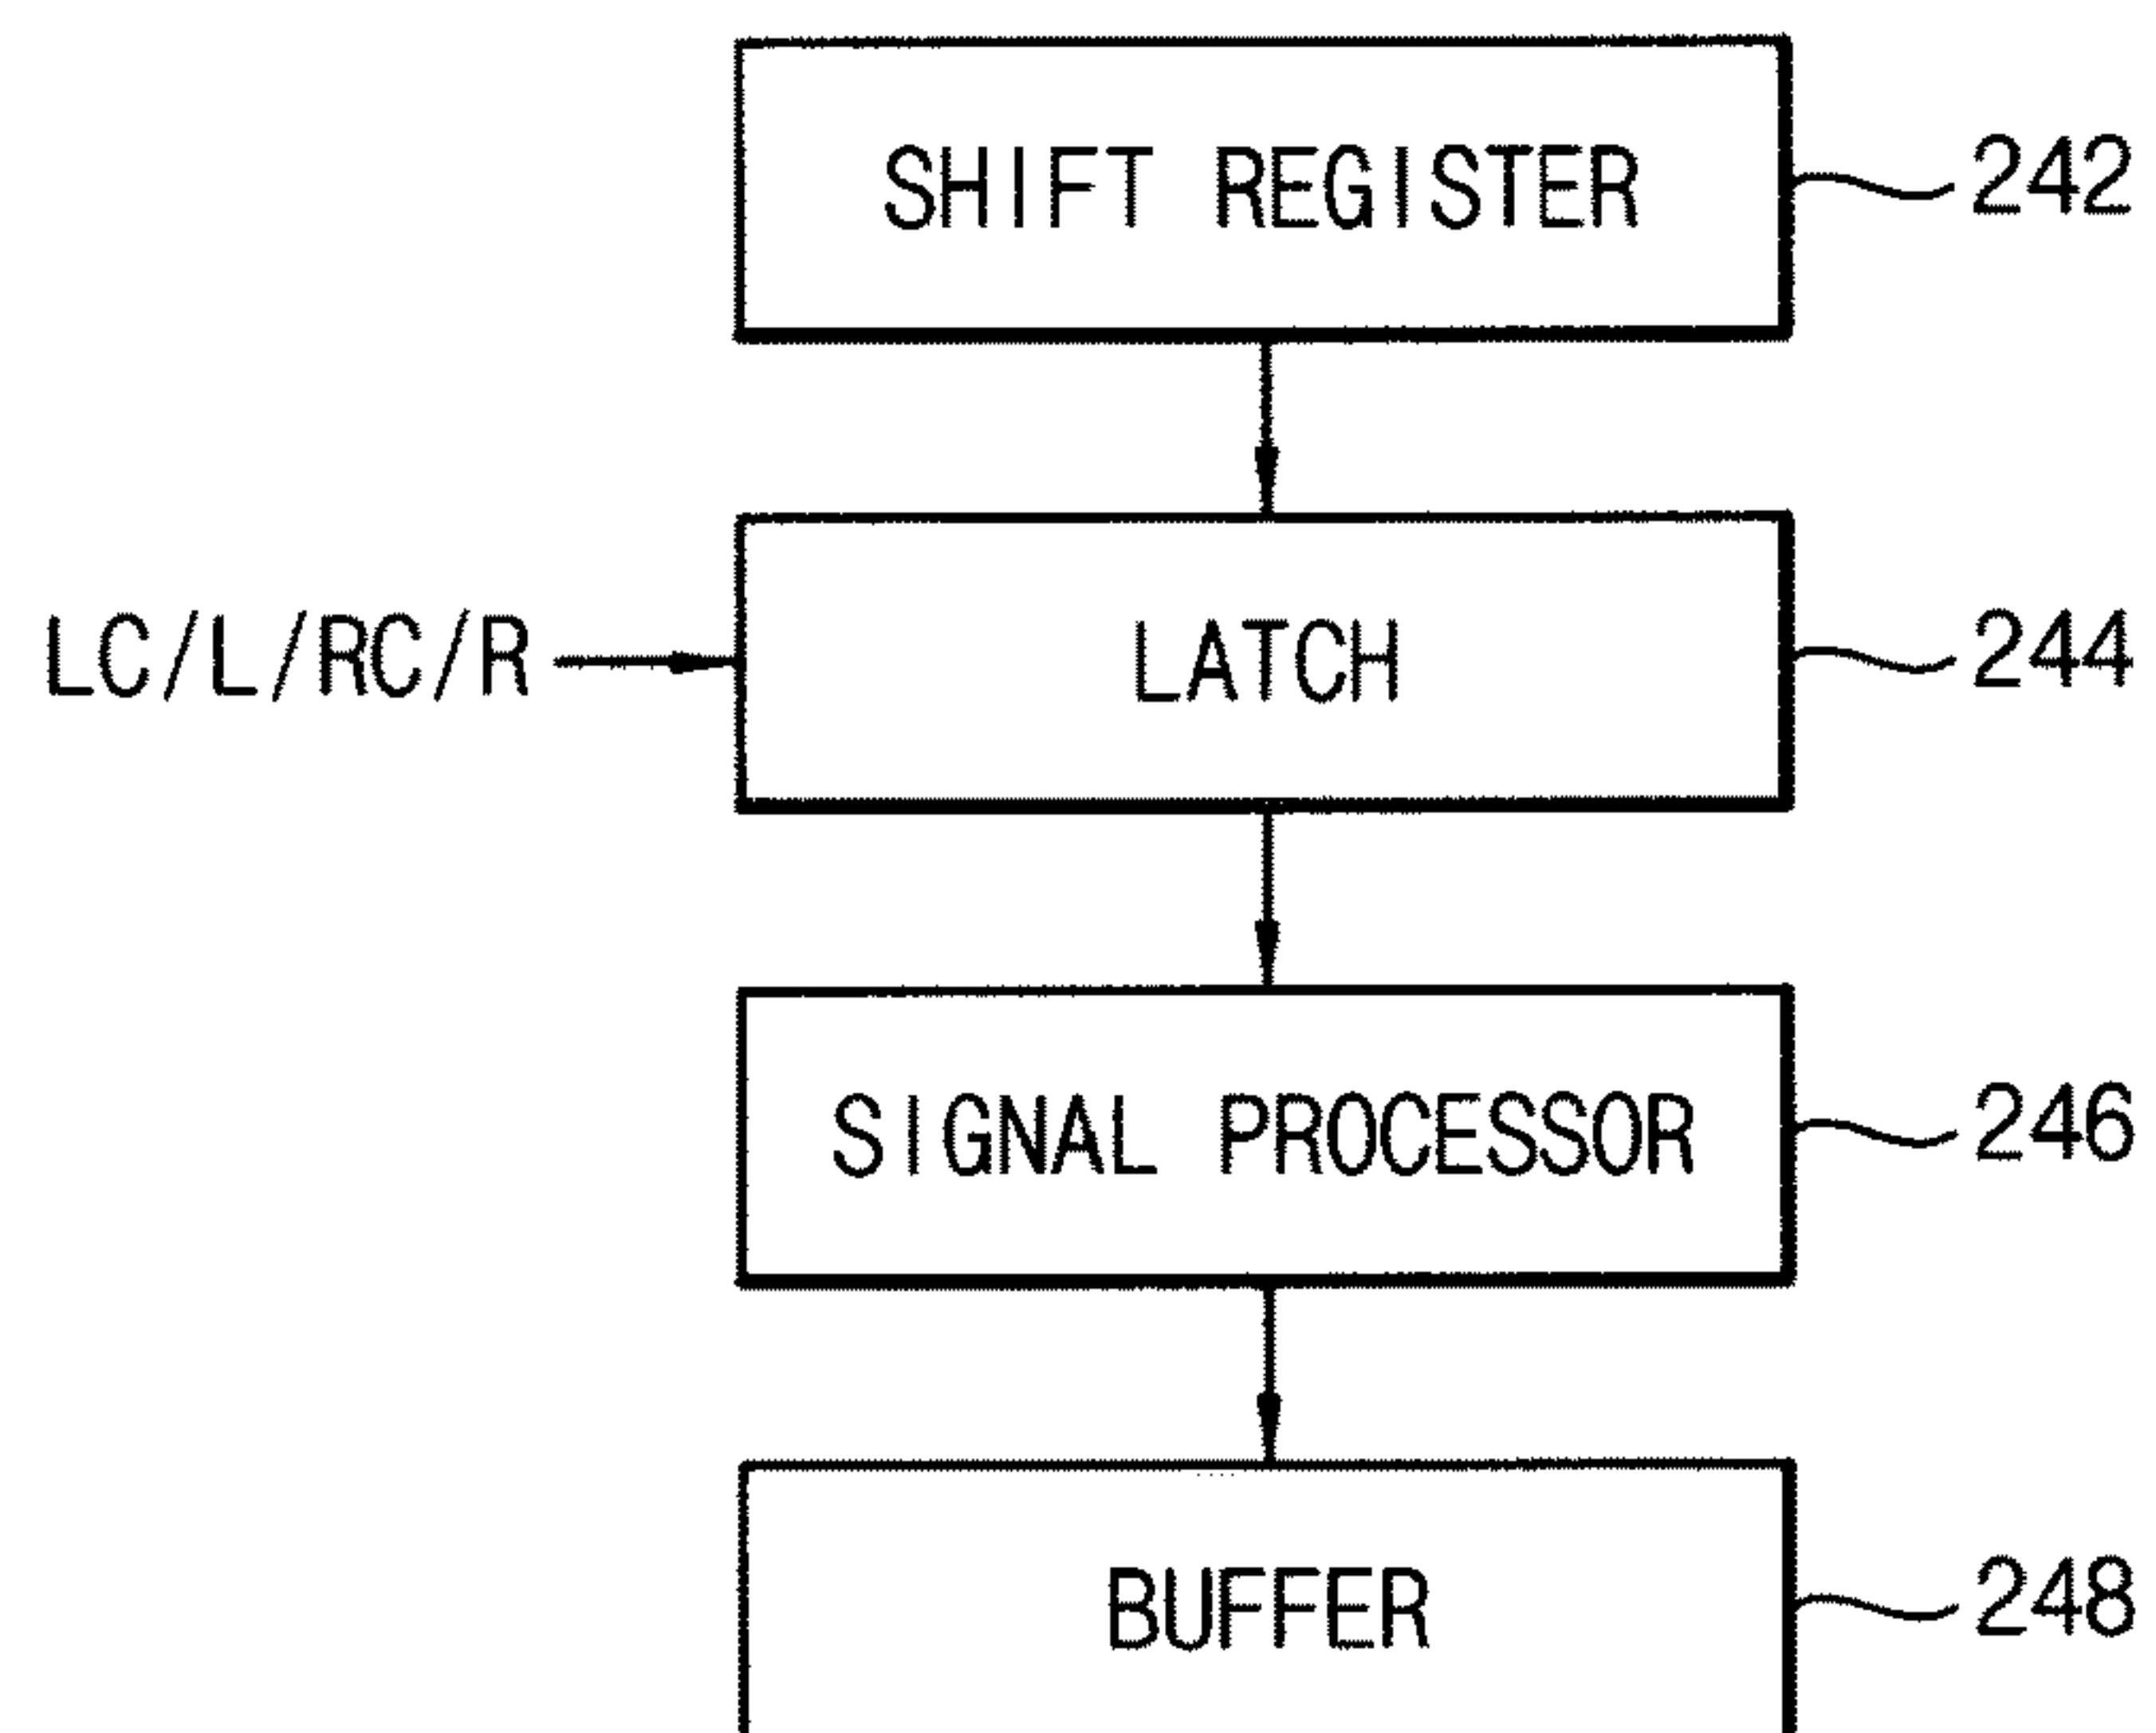 SHIFT REGISTER 242
LC/L/RC/R LATCH 244
SIGNAL PROCESSOR 246
BUFFER 248